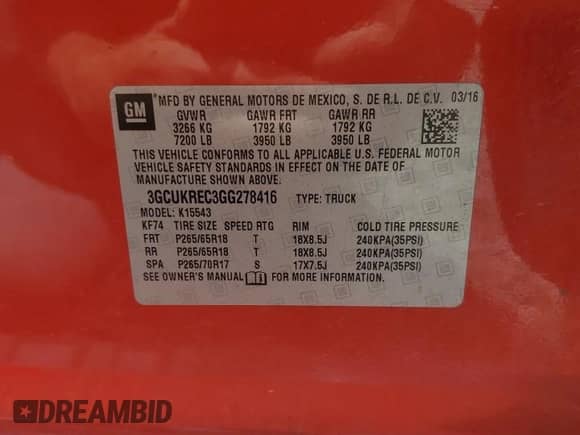 GM
*MFD BY GENERAL MOTORS DE MEXICO, S. DE R.L. DE C.V. 03/16
GVWR GAWR FRT GAWR RR
3266 KG 1792 KG 1792 KG
7200 LB 3950 LB 3950 LB
THIS VEHICLE CONFORMS TO ALL APPLICABLE U.S. FEDERAL MOTOR
VEHICLE SAFETY STANDARDS IN EFFECT ON THE DATE OF
MANUFACTURE SHOWN ABOVE.
3GCUKREC3GG278416 TYPE: TRUCK
MODEL: K15543
KF74 TIRE SIZE SPEED RTG RIM COLD TIRE PRESSURE
FRT P265/65R18 T 18X8.5J 240KPA(35PSI)
RR P265/65R18 T 18X8.5J 240KPA(35PSI)
SPA P265/70R17 S 17X7.5J 240KPA(35PSI)
SEE OWNER'S MANUAL FOR MORE INFORMATION.
DREAMBID